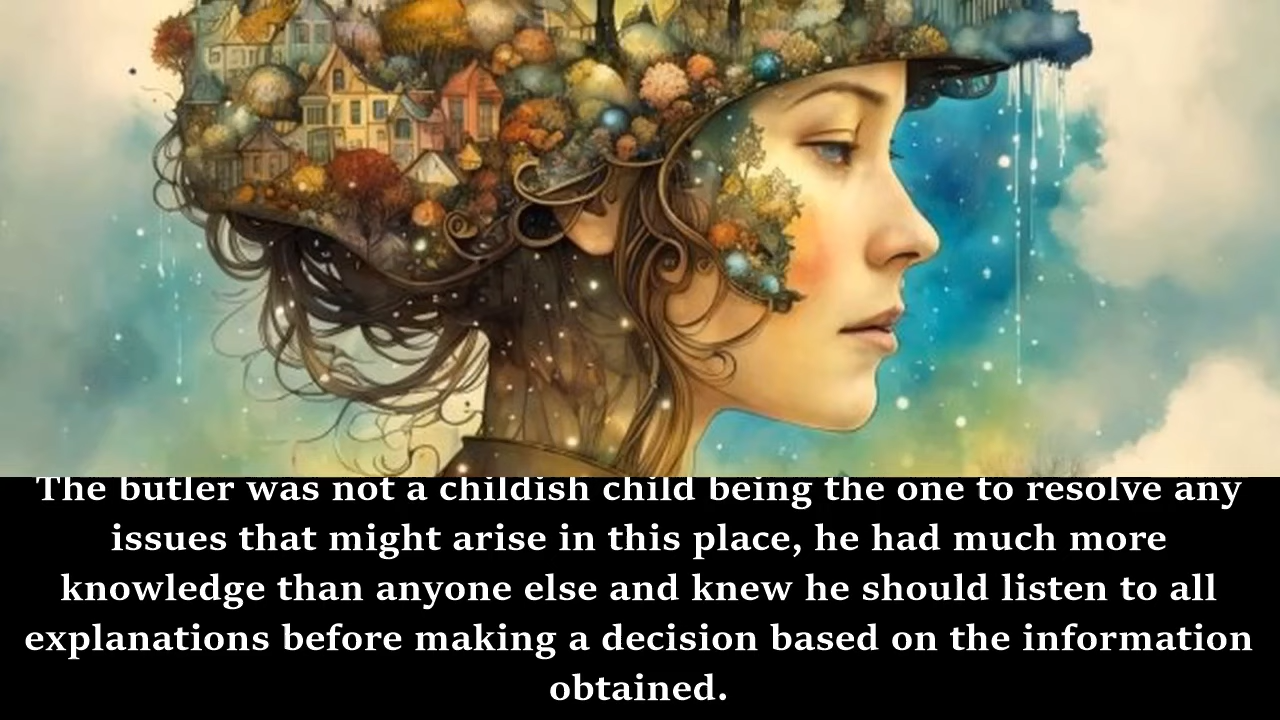 The butler was not a childish child being the one to resolve any
issues that might arise in this place, he had much more
knowledge than anyone else and knew he should listen to all
explanations before making a decision based on the information
obtained.